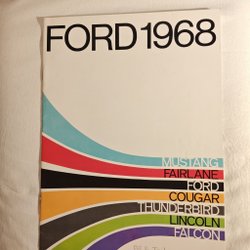 FORD 1968
MUSTANG
FAIRLANE
FORD
COUGAR
THUNDERBIRD
LINCOLN
FALCON